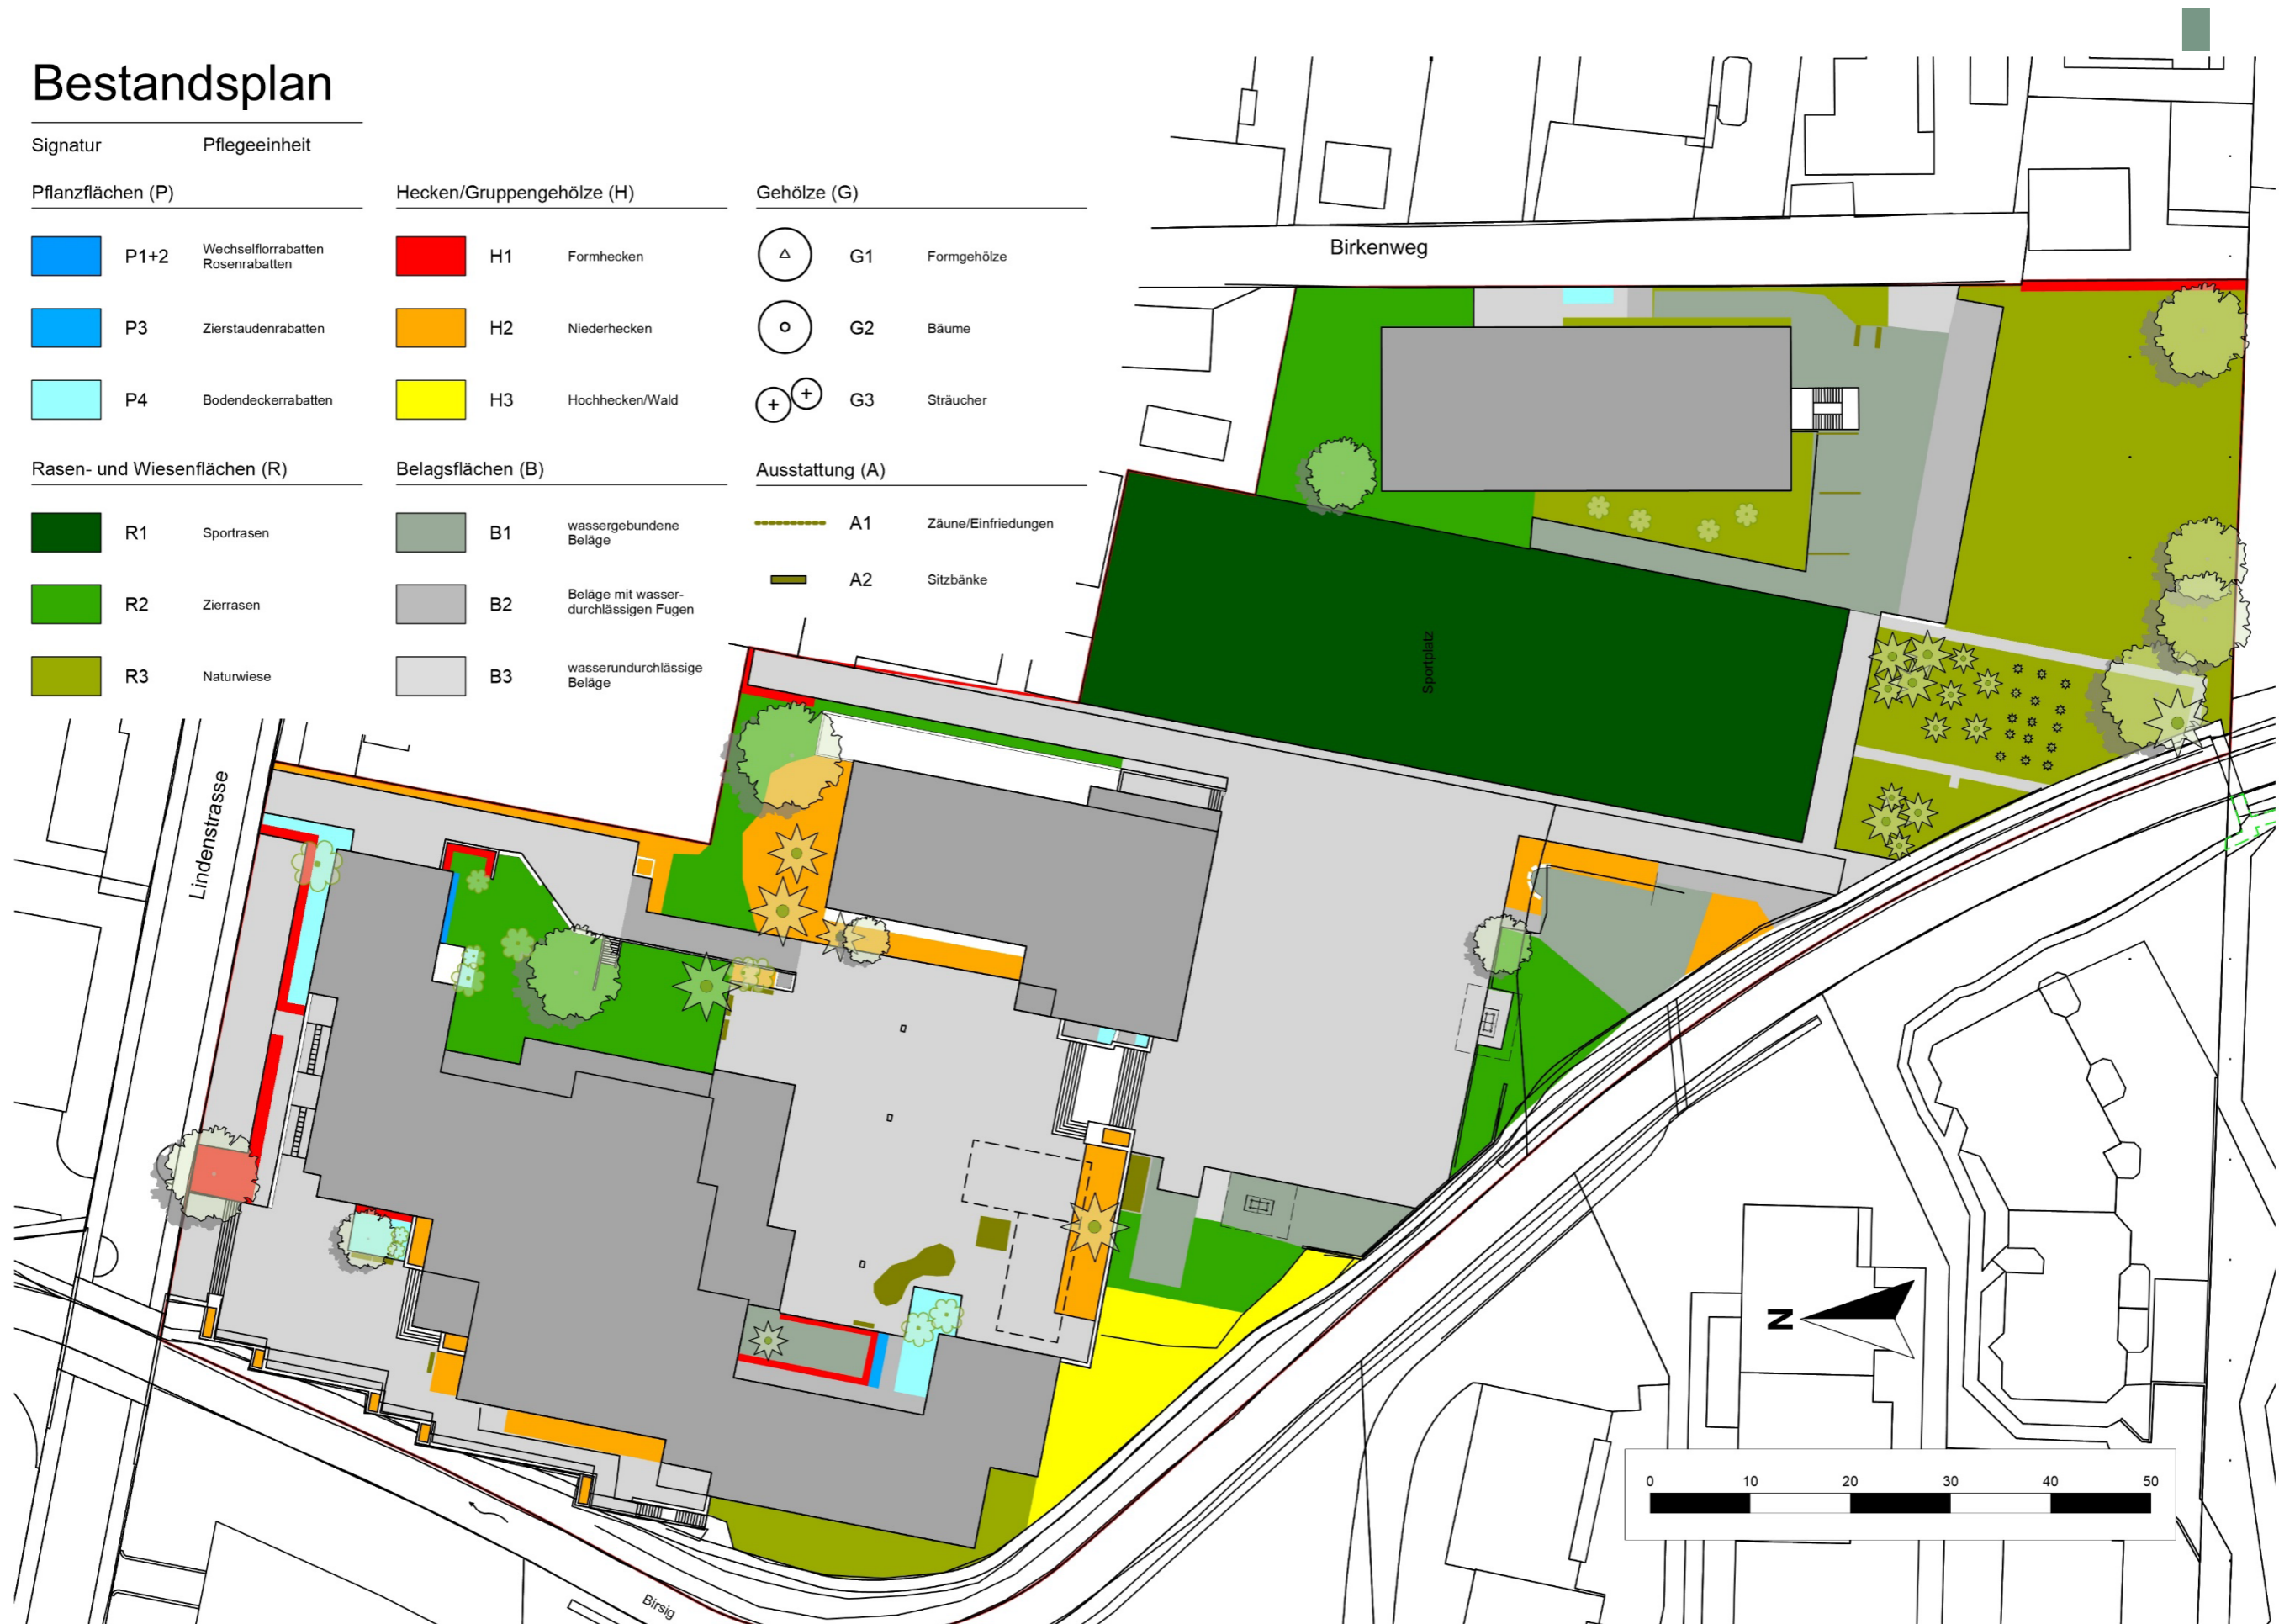 Bestandsplan
Signatur Pflegeeinheit
Pflanzflächen (P)
P1+2 Wechselflorrabatten
Rosenrabatten
P3 Zierstaudenrabatten
P4 Bodendeckerrabatten
Hecken/Gruppengehölze (H)
H1 Formhecken
H2 Niederhecken
H3 Hochhecken/Wald
Gehölze (G)
G1 Formgehölze
G2 Bäume
G3 Sträucher
Rasen- und Wiesenflächen (R)
R1 Sportrasen
R2 Zierrasen
R3 Naturwiese
Belagsflächen (B)
B1 wassergebundene
Beläge
B2 Beläge mit wasser-
durchlässigen Fugen
B3 wasserundurchlässige
Beläge
Ausstattung (A)
A1 Zäune/Einfriedungen
A2 Sitzbänke
Birkenweg
Sportplatz
Lindenstrasse
N
0 10 20 30 40 50
Birsig